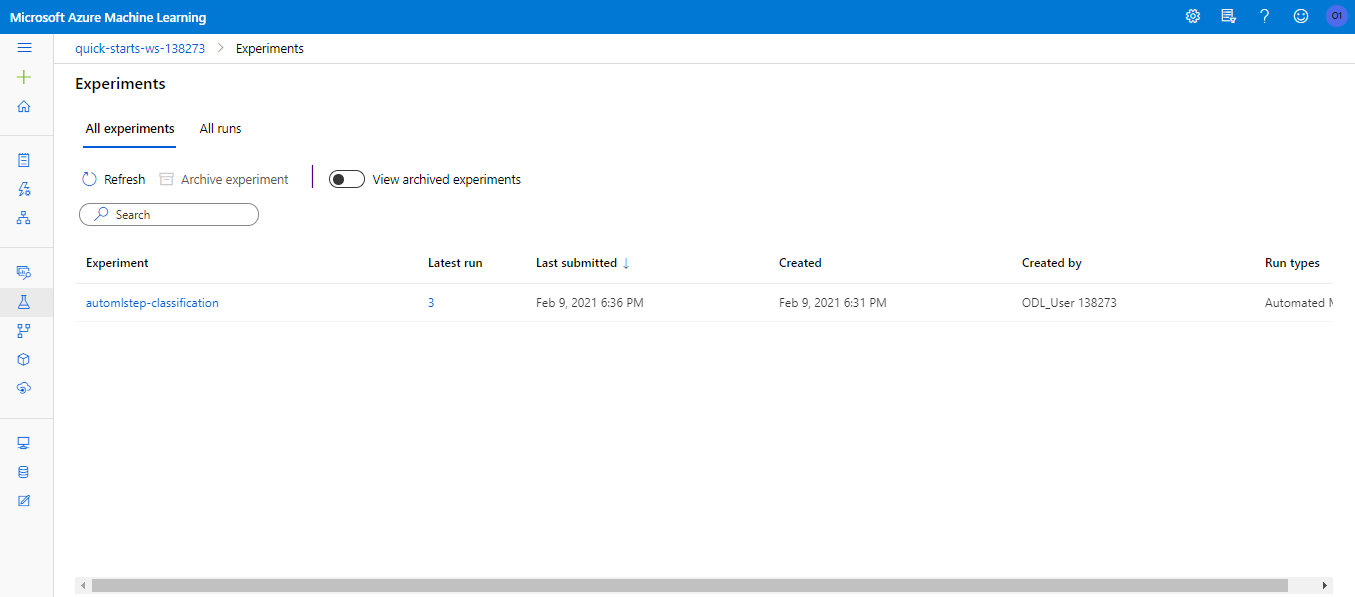 Microsoft Azure Machine Learning
? O1
quick-starts-ws-138273 > Experiments
Experiments
All experiments All runs
Refresh Archive experiment View archived experiments
Search
Experiment Latest run Last submitted ↓ Created Created by Run types
automlstep-classification 3 Feb 9, 2021 6:36 PM Feb 9, 2021 6:31 PM ODL_User 138273 Automated